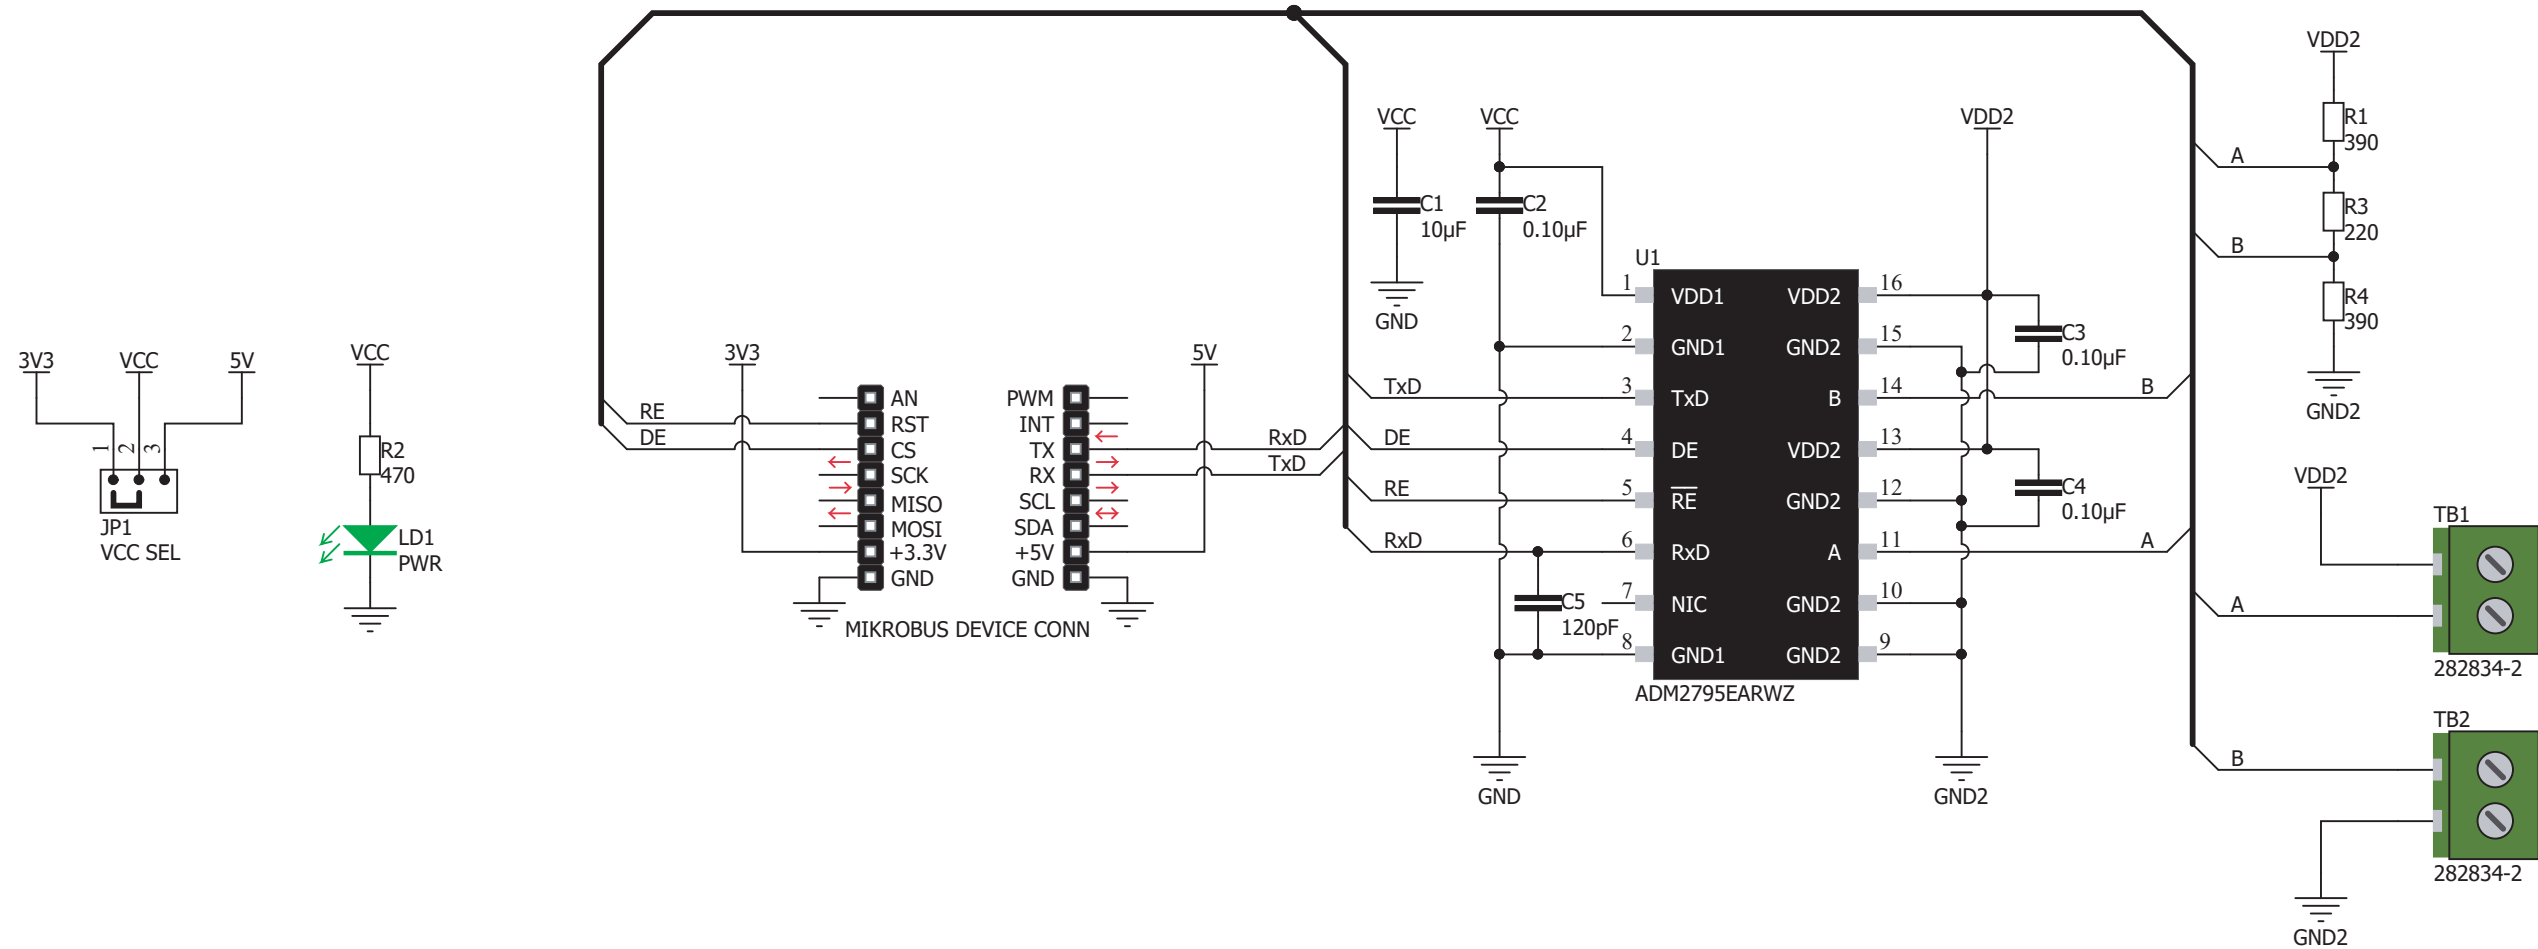 3V3
VCC
5V
1
2
3
JP1
VCC SEL
VCC
R2
470
LD1
PWR
RE
DE
3V3
5V
AN
RST
CS
SCK
MISO
MOSI
+3.3V
GND
PWM
INT
TX
RX
SCL
SDA
+5V
GND
MIKROBUS DEVICE CONN
RxD
TxD
VCC
C1
10µF
GND
VCC
C2
0.10µF
TxD
DE
RE
RxD
C5
120pF
GND
U1
1 VDD1
2 GND1
3 TxD
4 DE
5 RE
6 RxD
7 NIC
8 GND1
VDD2 16
GND2 15
B 14
VDD2 13
GND2 12
A 11
GND2 10
GND2 9
ADM2795EARWZ
VDD2
C3
0.10µF
C4
0.10µF
B
A
GND2
VDD2
R1
390
A
R3
220
B
R4
390
GND2
VDD2
TB1
A
282834-2
TB2
B
282834-2
GND2